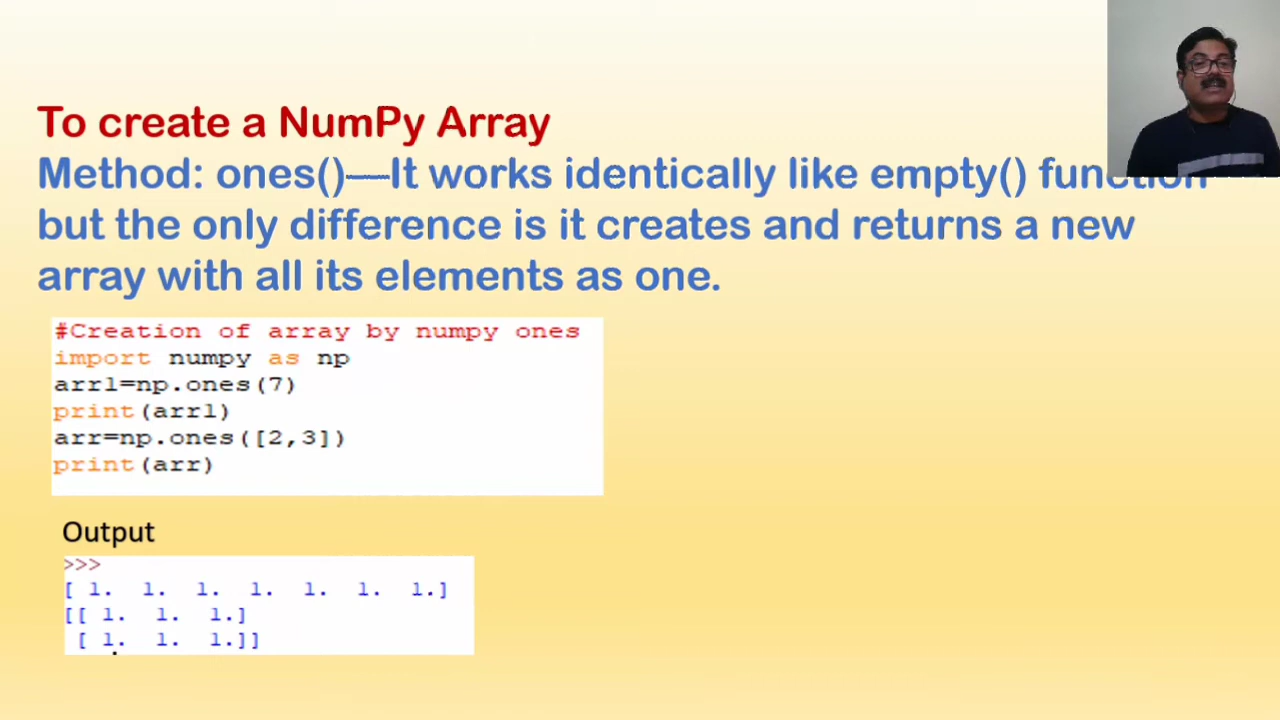 To create a NumPy Array
Method: ones()—It works identically like empty() function
but the only difference is it creates and returns a new
array with all its elements as one.
#Creation of array by numpy ones
import numpy as np
arr1=np.ones(7)
print(arr1)
arr=np.ones([2,3])
print(arr)
Output
>>>
[ 1. 1. 1. 1. 1. 1. 1.]
[[ 1. 1. 1.]
[ 1. 1. 1.]]